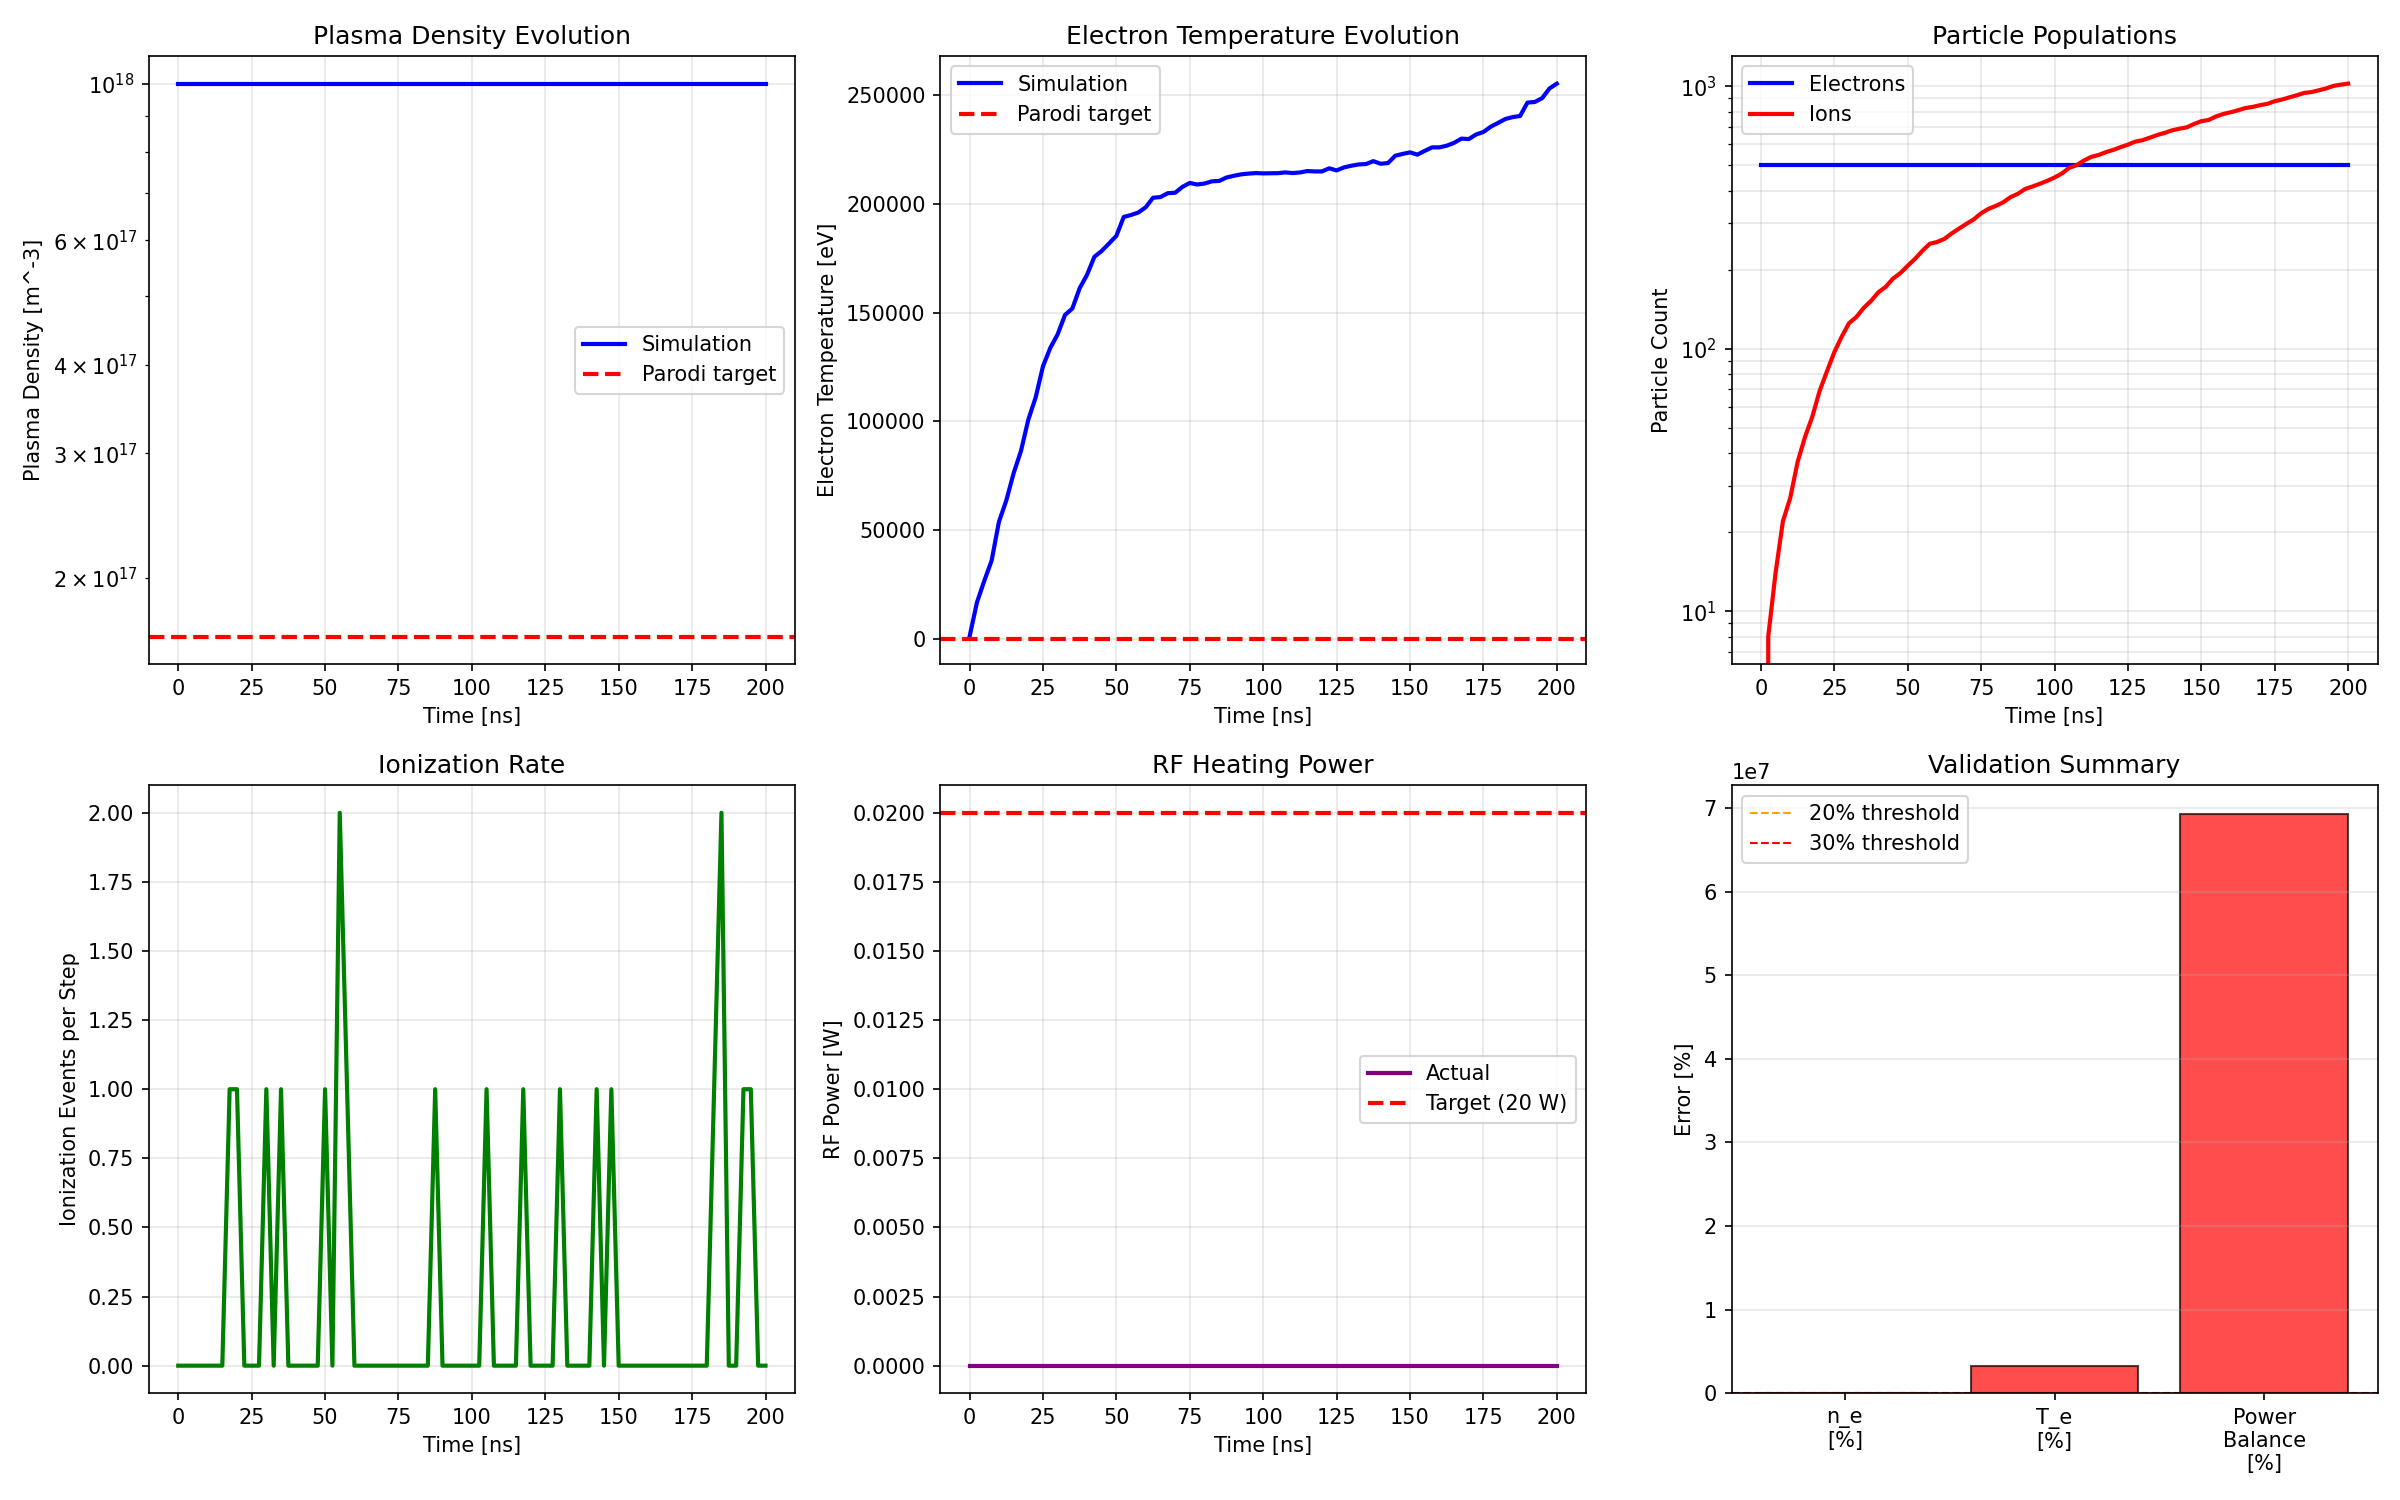 Plasma Density Evolution
Plasma Density [m^-3]
10^18
6 × 10^17
4 × 10^17
3 × 10^17
2 × 10^17
Simulation
Parodi target
0 25 50 75 100 125 150 175 200
Time [ns]
Electron Temperature Evolution
Electron Temperature [eV]
250000
200000
150000
100000
50000
0
Simulation
Parodi target
0 25 50 75 100 125 150 175 200
Time [ns]
Particle Populations
Particle Count
10^3
10^2
10^1
Electrons
Ions
0 25 50 75 100 125 150 175 200
Time [ns]
Ionization Rate
Ionization Events per Step
2.00
1.75
1.50
1.25
1.00
0.75
0.50
0.25
0.00
0 25 50 75 100 125 150 175 200
Time [ns]
RF Heating Power
RF Power [W]
0.0200
0.0175
0.0150
0.0125
0.0100
0.0075
0.0050
0.0025
0.0000
Actual
Target (20 W)
0 25 50 75 100 125 150 175 200
Time [ns]
Validation Summary
1e7
Error [%]
7
6
5
4
3
2
1
0
20% threshold
30% threshold
n_e
[%]
T_e
[%]
Power
Balance
[%]